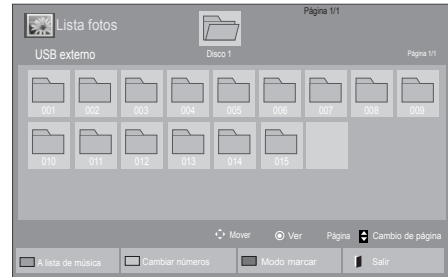 Página 1/1
Lista fotos
USB externo
Disco 1
Página 1/1
001 002 003 004 005 006 007 008 009
010 011 012 013 014 015
Mover Ver Página Cambio de página
A lista de música Cambiar números Modo marcar Salir